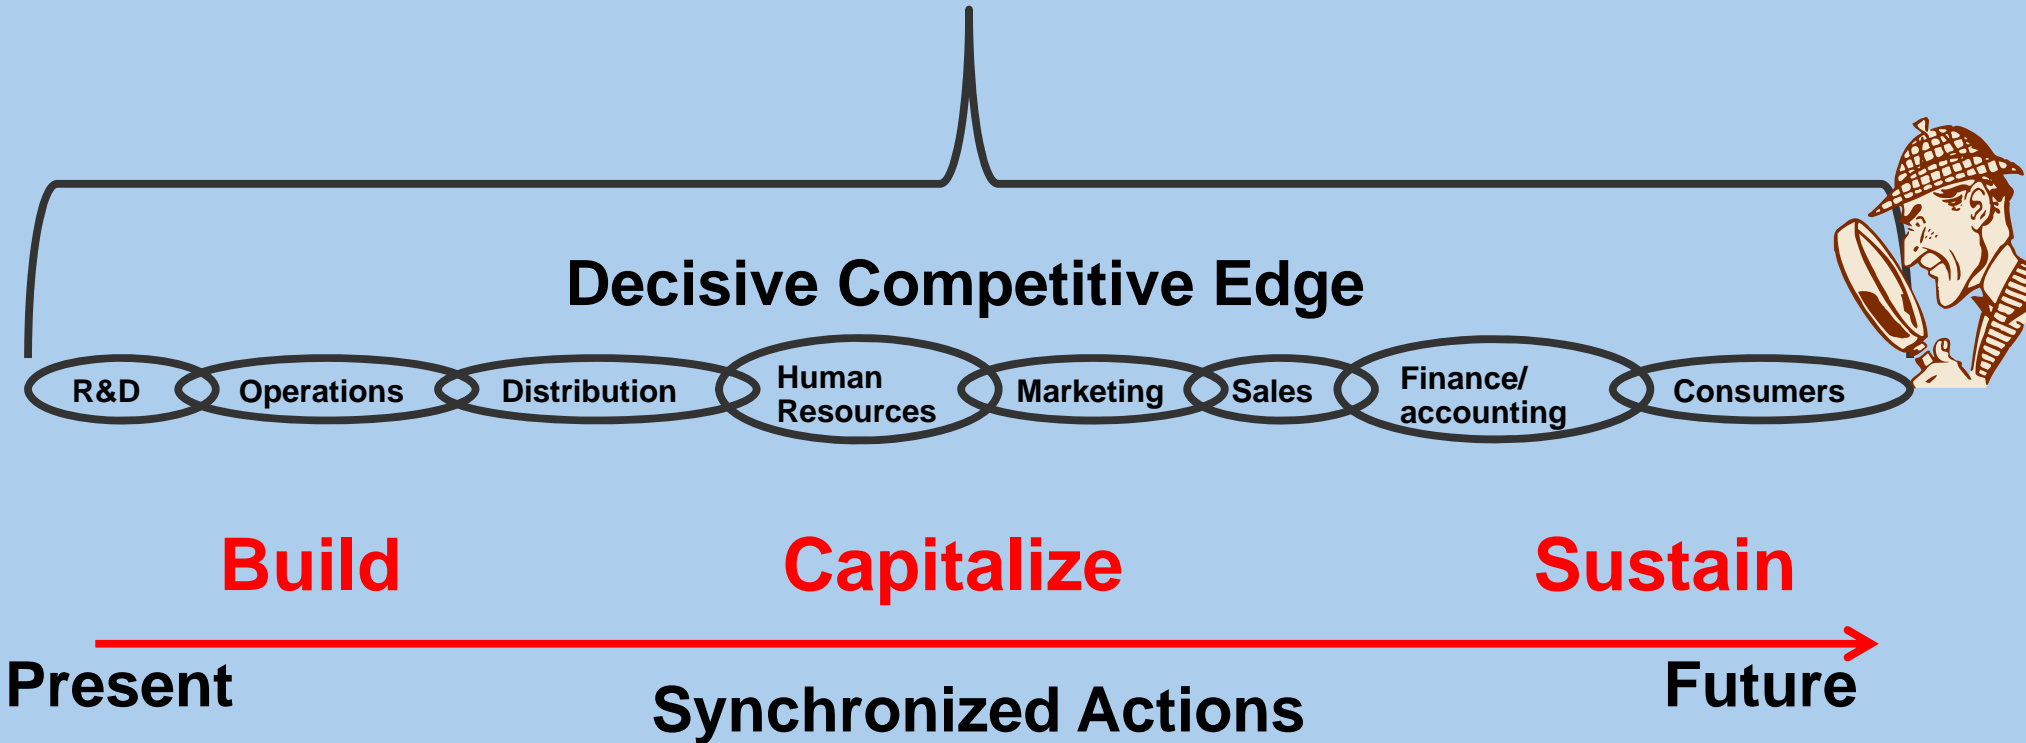 Decisive Competitive Edge
R&D
Operations
Distribution
Human
Resources
Marketing
Sales
Finance/
accounting
Consumers
Build
Capitalize
Sustain
Present
Future
Synchronized Actions